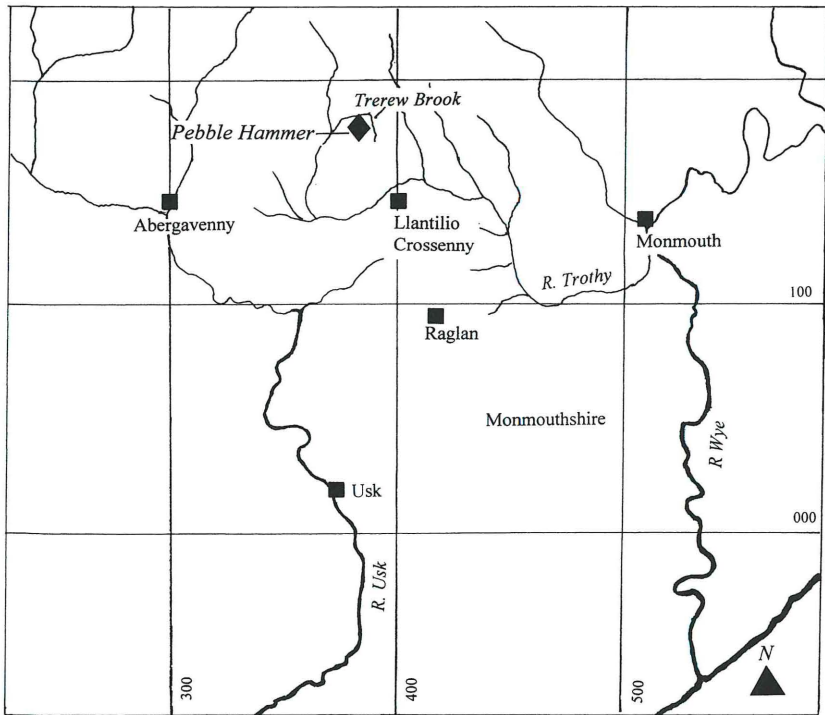 Trerew Brook
Pebble Hammer
Abergavenny
Llantilio
Crossenny
Monmouth
R. Trothy
100
Raglan
Monmouthshire
R Wye
Usk
000
R. Usk
N
300
400
500